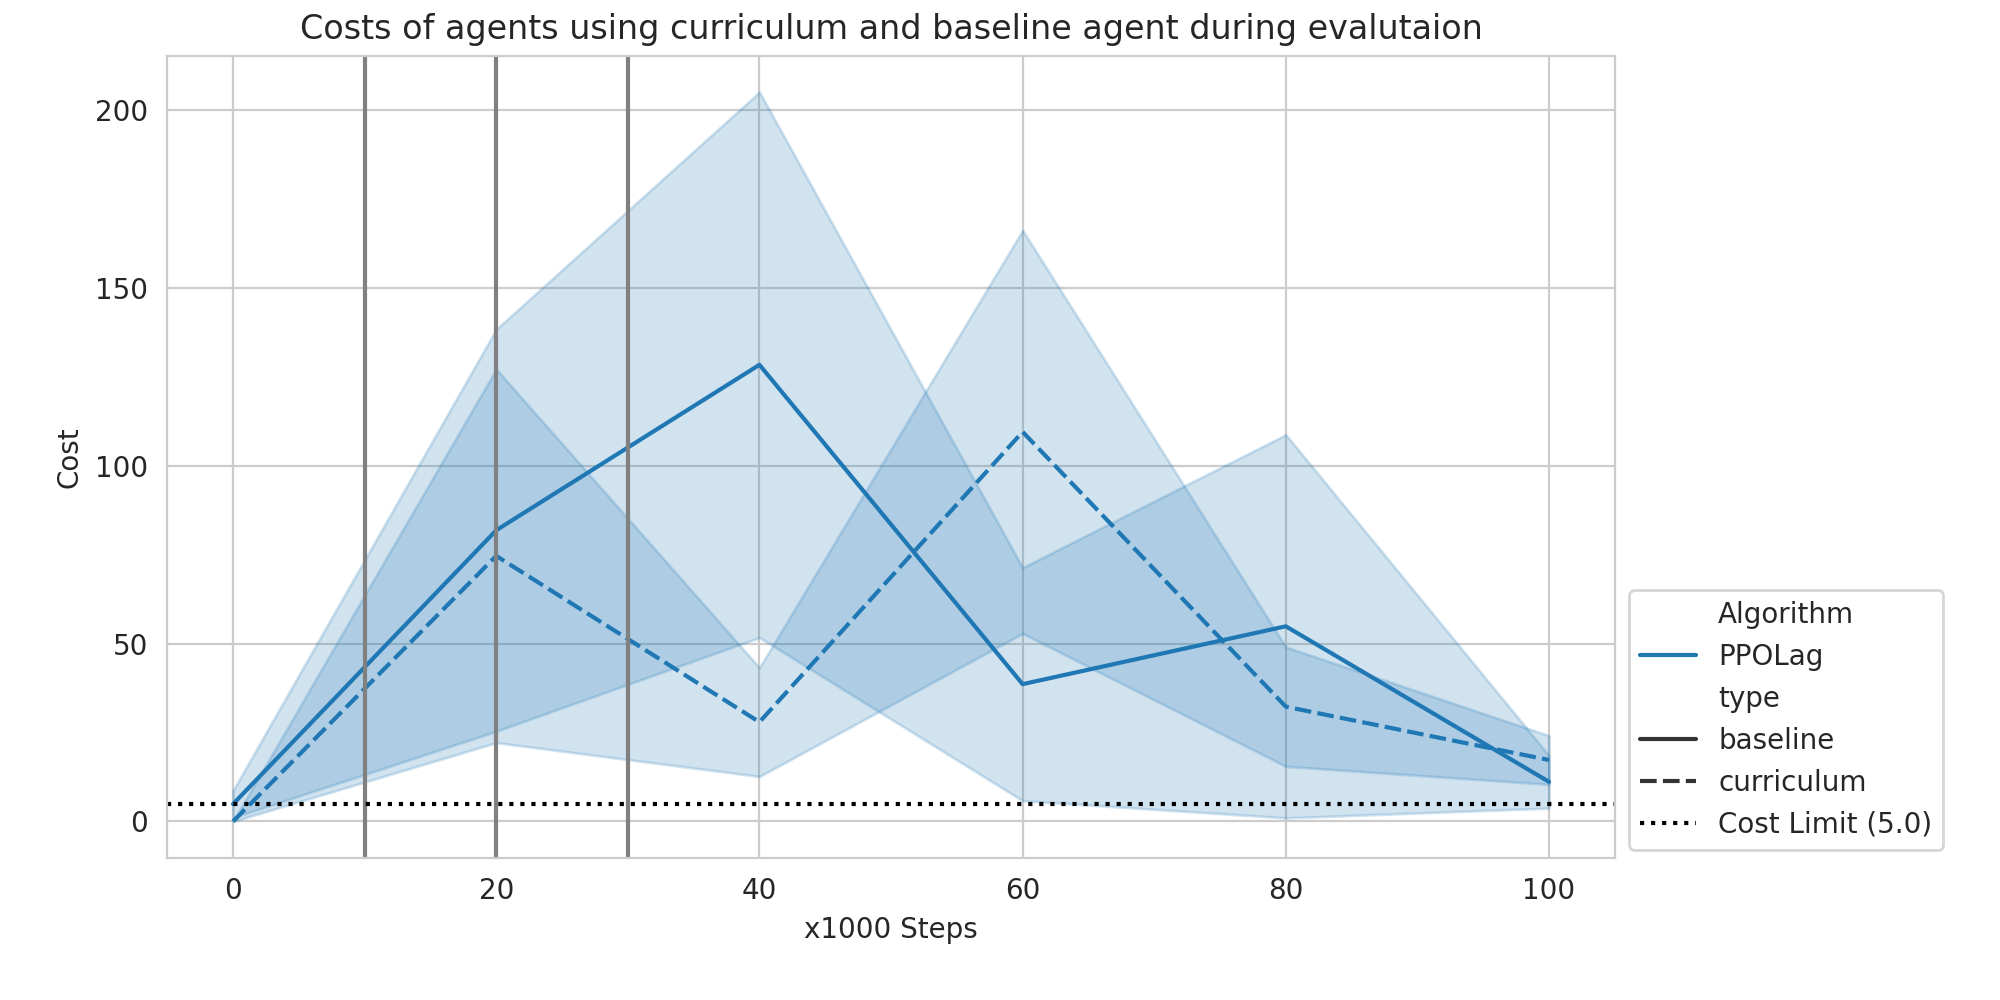 Costs of agents using curriculum and baseline agent during evalutaion
200
150
100
50
0
Cost
0 20 40 60 80 100
x1000 Steps
Algorithm
PPOLag
type
baseline
curriculum
Cost Limit (5.0)